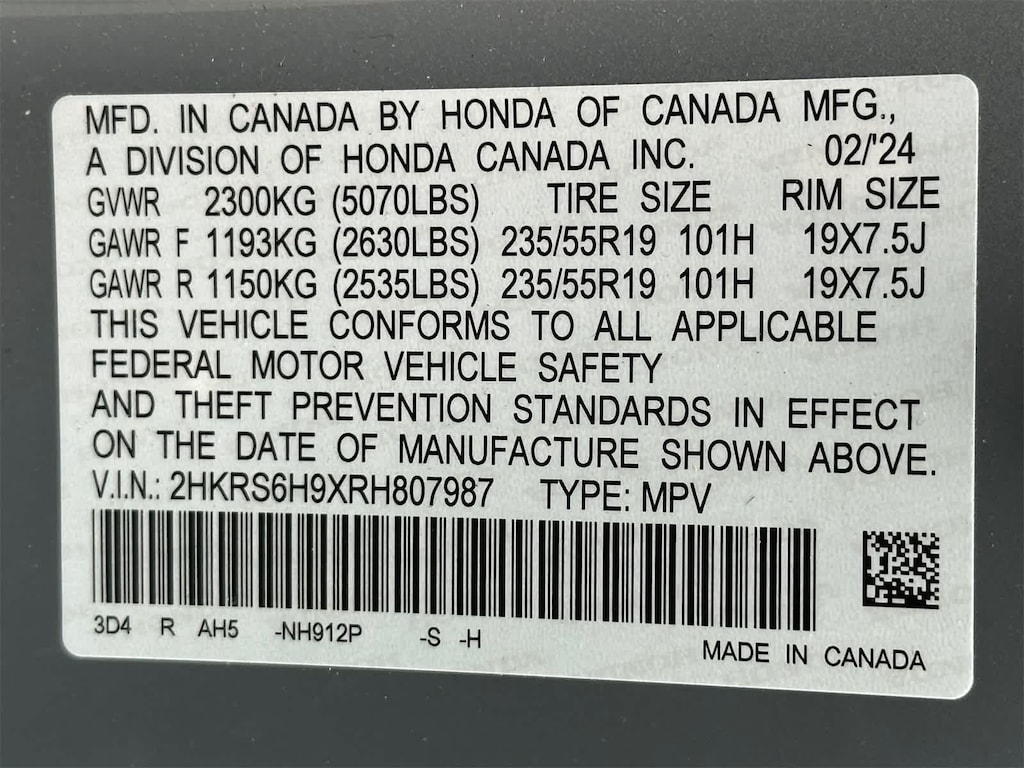 MFD. IN CANADA BY HONDA OF CANADA MFG.,
A DIVISION OF HONDA CANADA INC. 02/'24
GVWR 2300KG (5070LBS) TIRE SIZE RIM SIZE
GAWR F 1193KG (2630LBS) 235/55R19 101H 19X7.5J
GAWR R 1150KG (2535LBS) 235/55R19 101H 19X7.5J
THIS VEHICLE CONFORMS TO ALL APPLICABLE
FEDERAL MOTOR VEHICLE SAFETY
AND THEFT PREVENTION STANDARDS IN EFFECT
ON THE DATE OF MANUFACTURE SHOWN ABOVE.
V.I.N.: 2HKRS6H9XRH807987 TYPE: MPV
3D4 R AH5 -NH912P -S -H
MADE IN CANADA